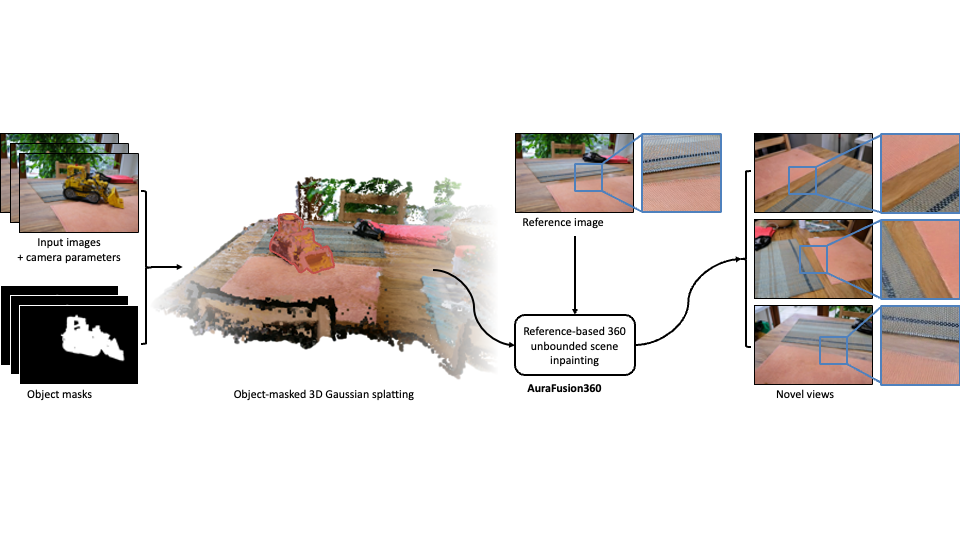 Input images
+ camera parameters
Object masks
Object-masked 3D Gaussian splatting
Reference image
Reference-based 360
unbounded scene
inpainting
AuraFusion360
Novel views